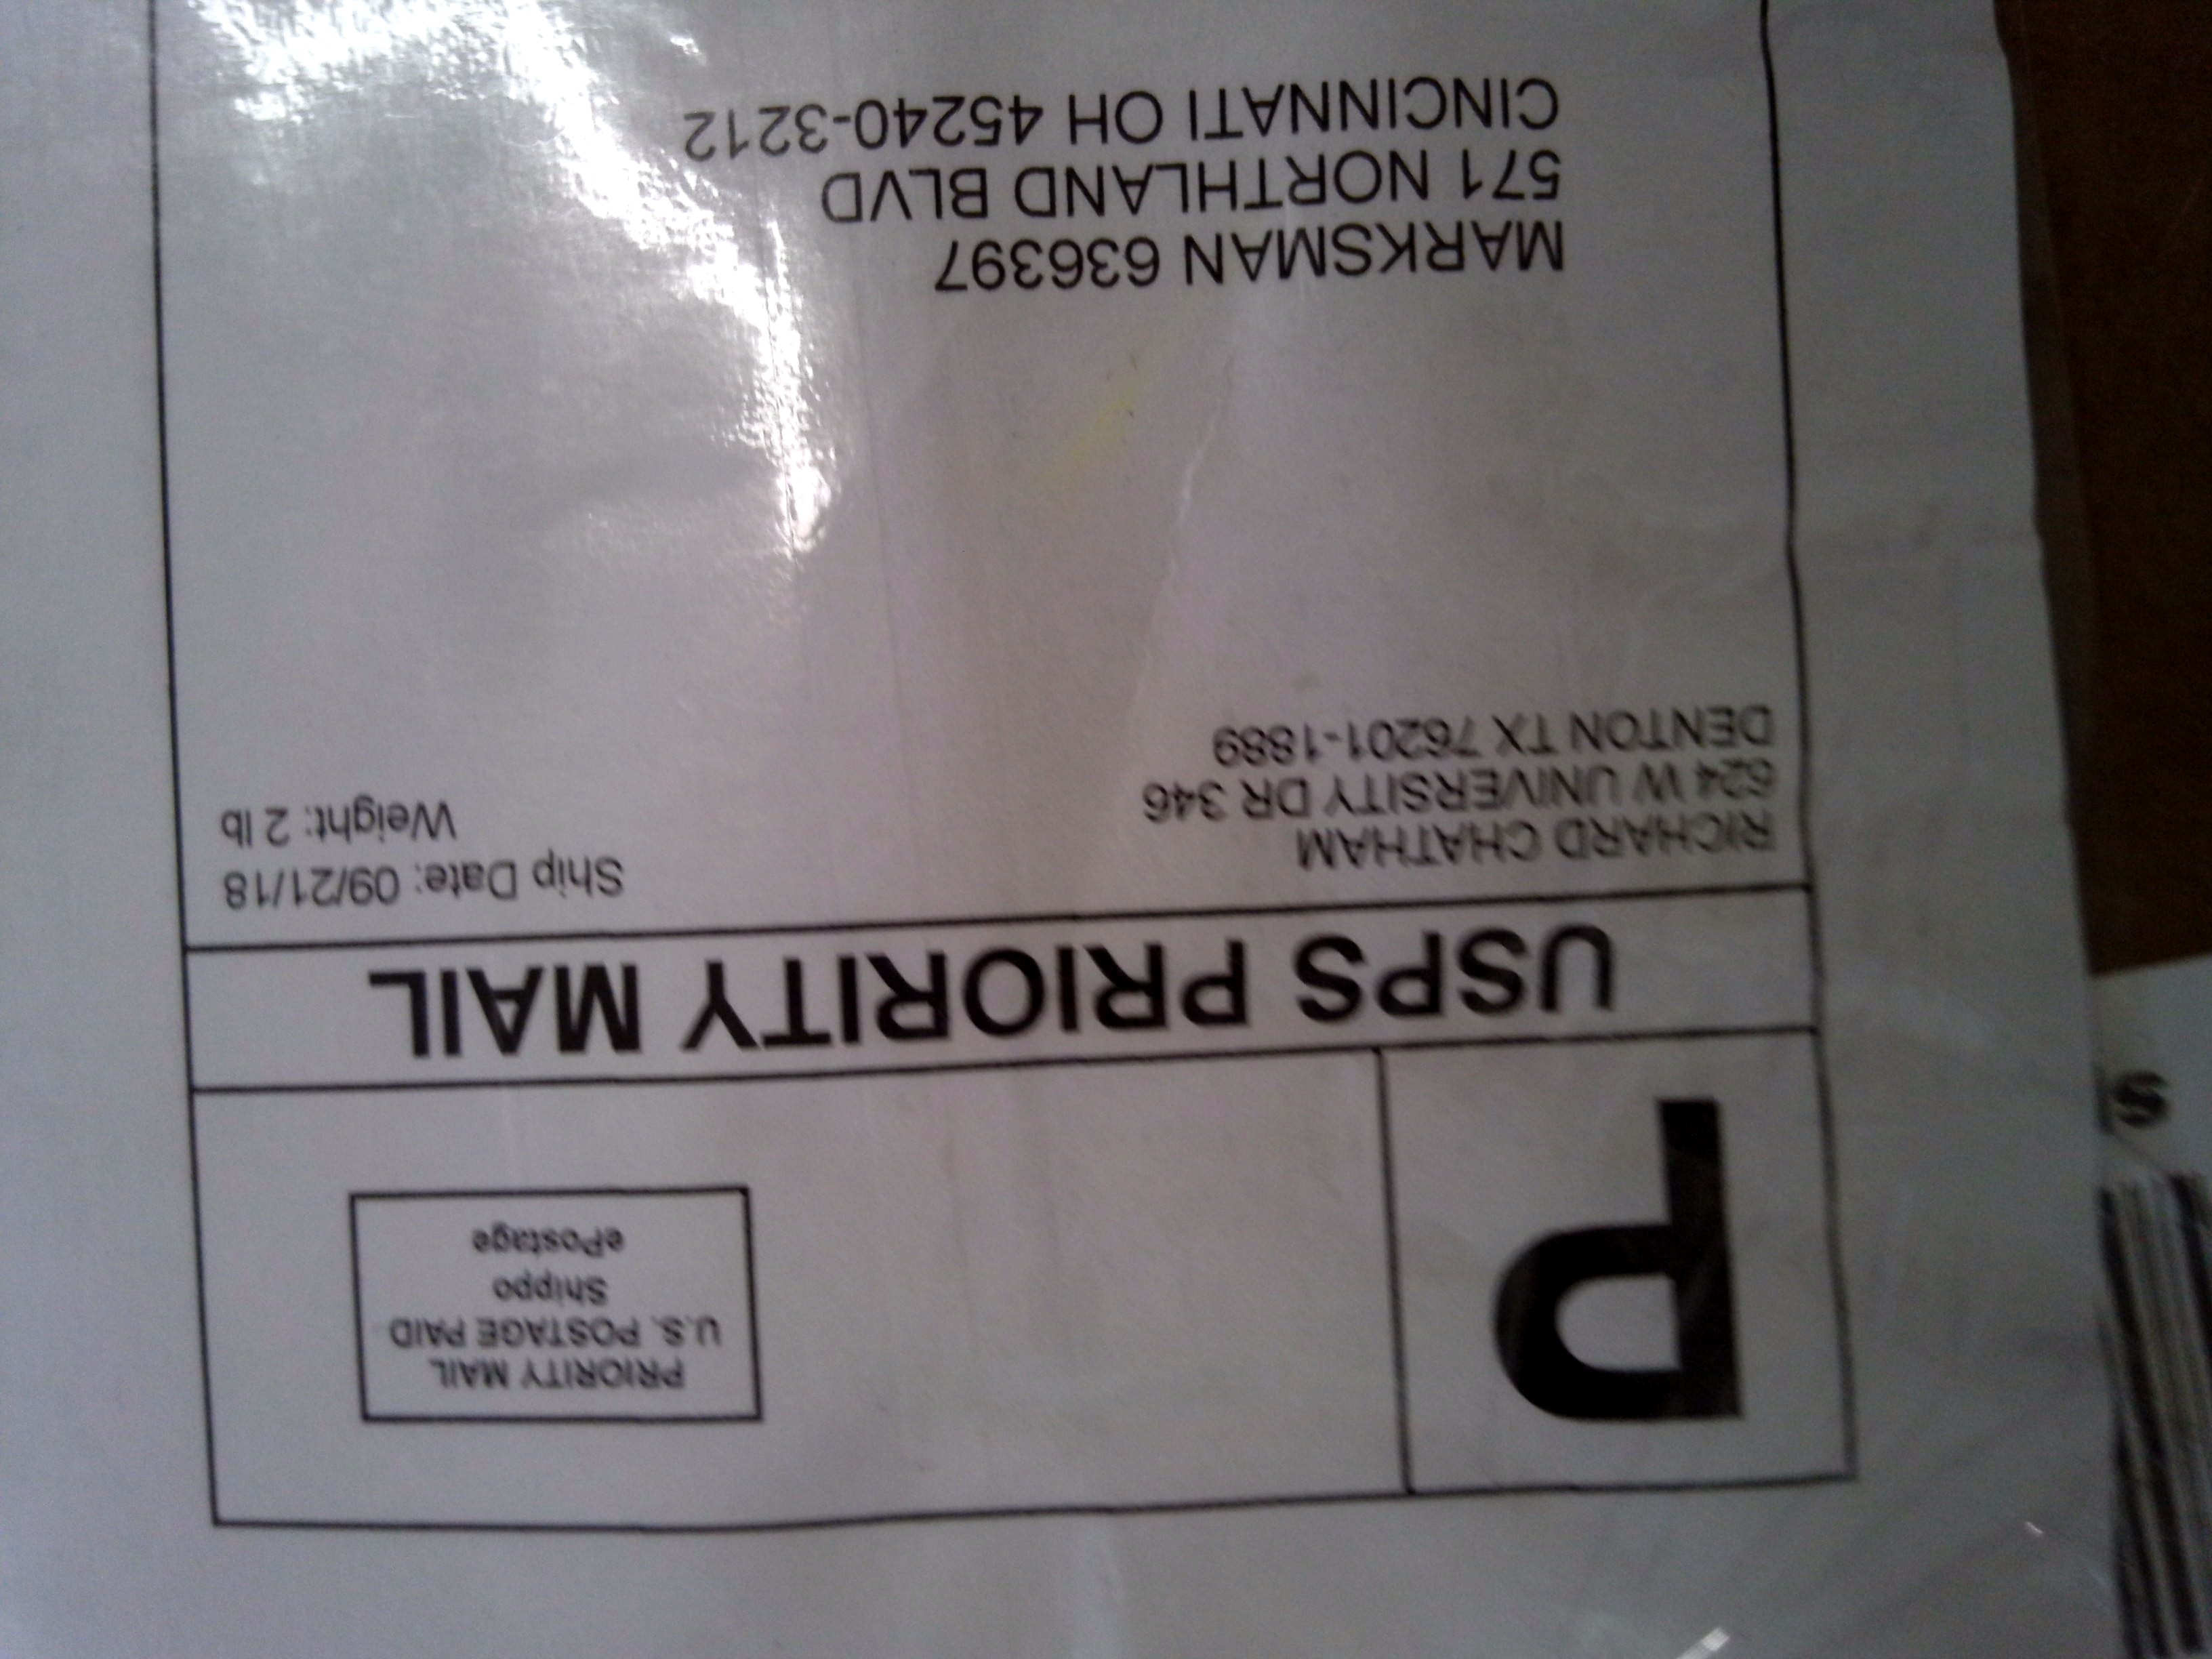 P
PRIORITY MAIL
U.S. POSTAGE PAID
Shippo
ePostage
USPS PRIORITY MAIL
RICHARD CHATHAM
624 W UNIVERSITY DR 346
DENTON TX 76201-1889
Ship Date: 09/21/18
Weight: 2 lb
MARKSMAN 636397
571 NORTHLAND BLVD
CINCINNATI OH 45240-3212
S